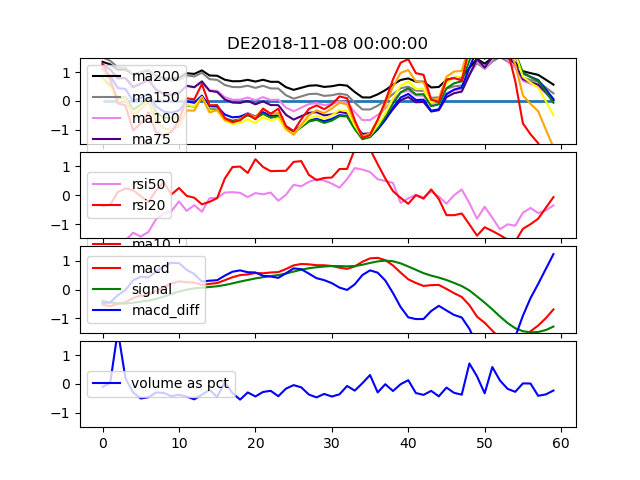 DE2018-11-08 00:00:00
1
0
−1
ma200
ma150
ma100
ma75
1
0
−1
rsi50
rsi20
ma10
1
0
−1
macd
signal
macd_diff
1
0
−1
volume as pct
0 10 20 30 40 50 60